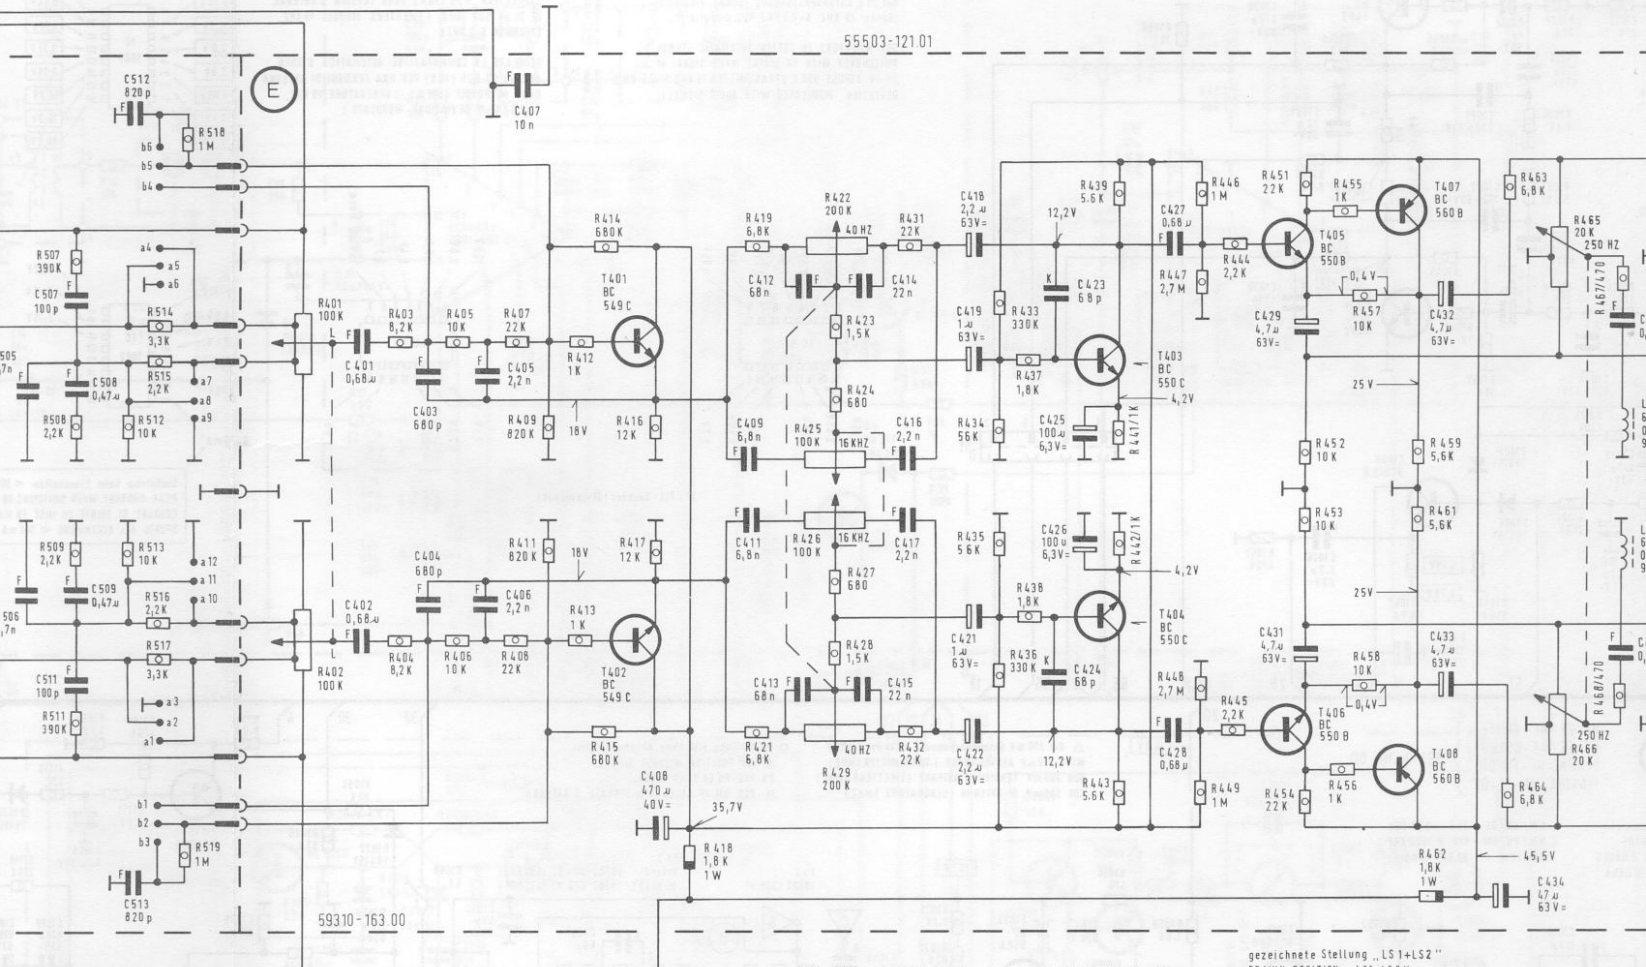 55503-121.01
E
C512
820p
F
b6
b5
b4
R518
1M
F
C407
10n
R507
390K
C507
100p
a4
a5
a6
R514
3,3K
R515
2,2K
C508
0,47µ
R508
2,2K
R512
10K
a7
a8
a9
R401
100K
L
C401
0,68µ
R403
8,2K
R405
10K
R407
22K
C403
680p
C405
2,2n
R414
680K
T401
BC
549C
R412
1K
R409
820K
18V
R416
12K
R419
6,8K
R422
200K
40HZ
R431
22K
C412
68n
C414
22n
R423
1,5K
R424
680
C409
6,8n
R425
100K
16KHZ
C416
2,2n
C418
2,2µ
63V=
C419
1µ
63V=
R433
330K
R437
1,8K
R434
56K
C425
100µ
6,3V=
12,2V
K
C423
68p
R439
5.6K
T403
BC
550C
4,2V
R441/1K
C427
0,68µ
R446
1M
R447
2,7M
R444
2,2K
R451
22K
R455
1K
T405
BC
550B
T407
BC
560B
0,4V
R457
10K
C429
4,7µ
63V=
C432
4,7µ
63V=
25V
R452
10K
R459
5,6K
R463
6,8K
R465
20K
250HZ
R467/470
R509
2,2K
R513
10K
C509
0,47µ
a12
a11
a10
R516
2,2K
R517
3,3K
C511
100p
R511
390K
a3
a2
a1
b1
b2
b3
R519
1M
C513
820p
R402
100K
L
C402
0,68µ
R404
8,2K
R406
10K
R408
22K
C404
680p
C406
2,2n
R411
820K
18V
R417
12K
R413
1K
T402
BC
549C
R415
680K
C408
470µ
40V=
35,7V
R418
1,8K
1W
C411
6,8n
R426
100K
16KHZ
C417
2,2n
R427
680
R428
1,5K
C413
68n
C415
22n
R421
6,8K
40HZ
R429
200K
R432
22K
C421
1µ
63V=
C422
2,2µ
63V=
R435
56K
R438
1,8K
R436
330K
C426
100µ
6,3V=
R442/1K
4,2V
T404
BC
550C
K
C424
68p
12,2V
R443
5.6K
R448
2,7M
C428
0,68µ
R445
2,2K
R449
1M
R453
10K
R461
5,6K
25V
C431
4,7µ
63V=
R458
10K
0,4V
C433
4,7µ
63V=
T406
BC
550B
T408
BC
560B
R454
22K
R456
1K
R464
6,8K
R466
20K
250HZ
R468/470
R462
1,8K
1W
45,5V
C434
47µ
63V=
59310-163.00
gezeichnete Stellung „LS1+LS2"